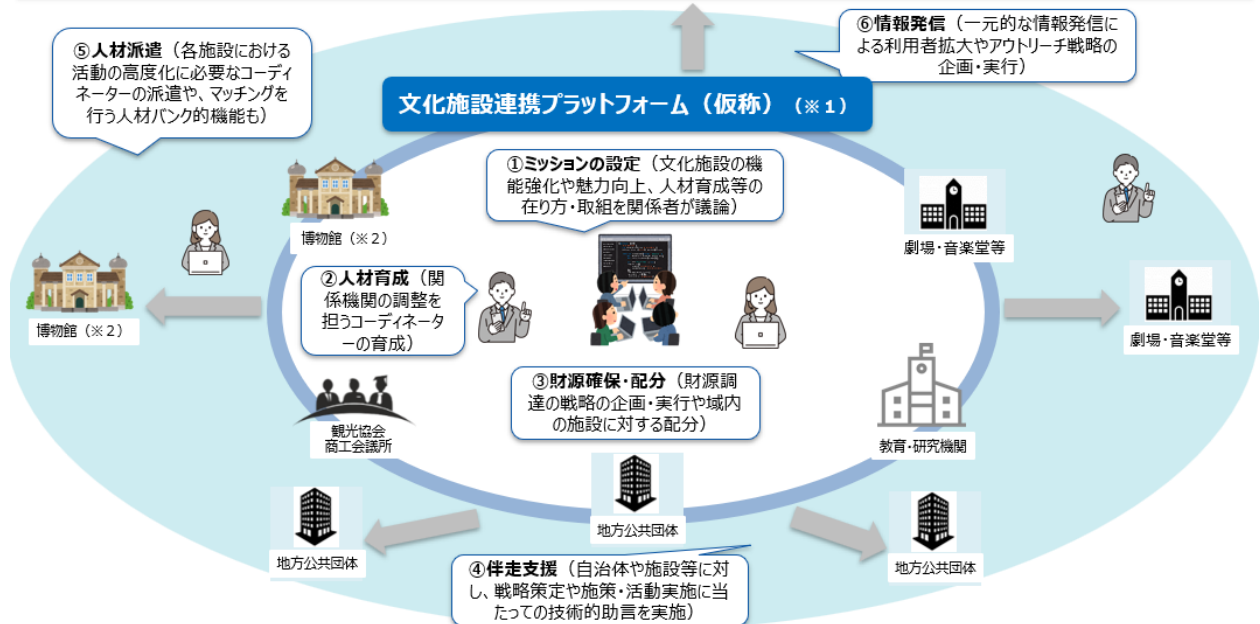 ⑥情報発信（一元的な情報発信に
よる利用者拡大やアウトリーチ戦略の
企画・実行）
⑤人材派遣（各施設における
活動の高度化に必要なコーディ
ネーターの派遣や、マッチングを
行う人材バンク的機能も）
文化施設連携プラットフォーム（仮称）（※１）
①ミッションの設定（文化施設の機
能強化や魅力向上、人材育成等の
在り方・取組を関係者が議論）
博物館（※２）
劇場・音楽堂等
博物館（※２）
②人材育成（関
係機関の調整を
担うコーディネータ
ーの育成）
劇場・音楽堂等
③財源確保・配分（財源調
達の戦略の企画・実行や域内
の施設に対する配分）
観光協会
商工会議所
教育・研究機関
地方公共団体
地方公共団体
地方公共団体
④伴走支援（自治体や施設等に対
し、戦略策定や施策・活動実施に当
たっての技術的助言を実施）